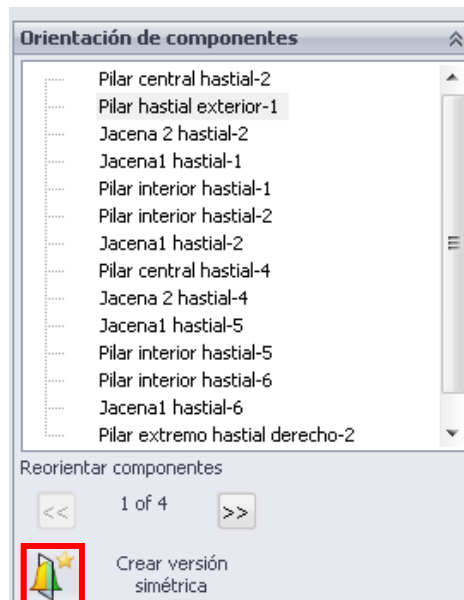 Orientación de componentes
Pilar central hastial-2
Pilar hastial exterior-1
Jacena 2 hastial-2
Jacena1 hastial-1
Pilar interior hastial-1
Pilar interior hastial-2
Jacena1 hastial-2
Pilar central hastial-4
Jacena 2 hastial-4
Jacena1 hastial-5
Pilar interior hastial-5
Pilar interior hastial-6
Jacena1 hastial-6
Pilar extremo hastial derecho-2
Reorientar componentes
<< 1 of 4 >>
Crear versión
simétrica